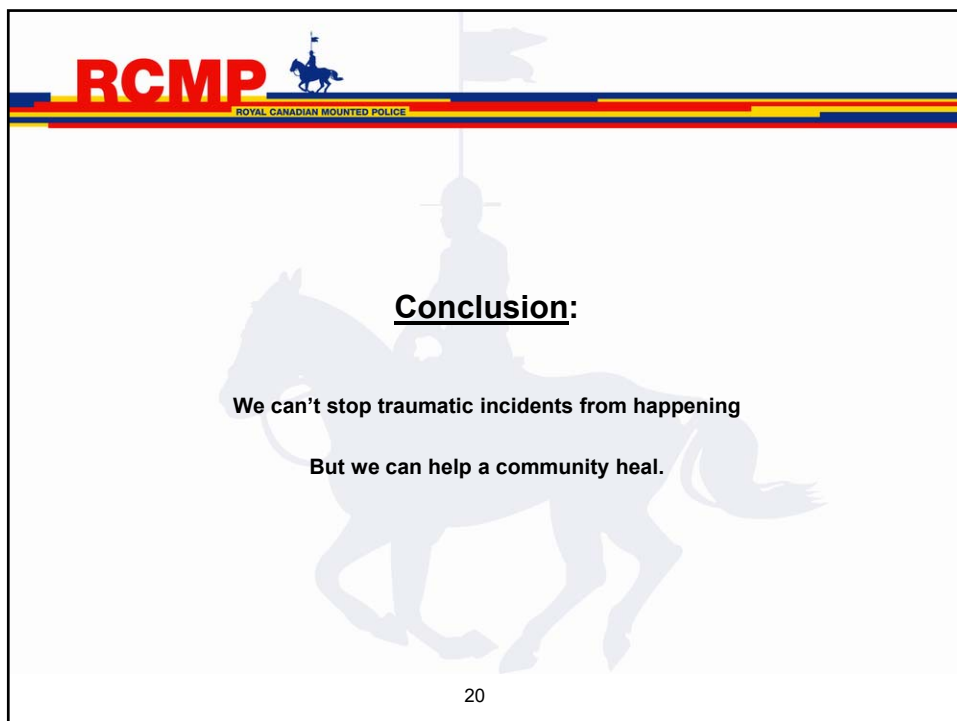 RCMP
ROYAL CANADIAN MOUNTED POLICE
Conclusion:
We can’t stop traumatic incidents from happening
But we can help a community heal.
20